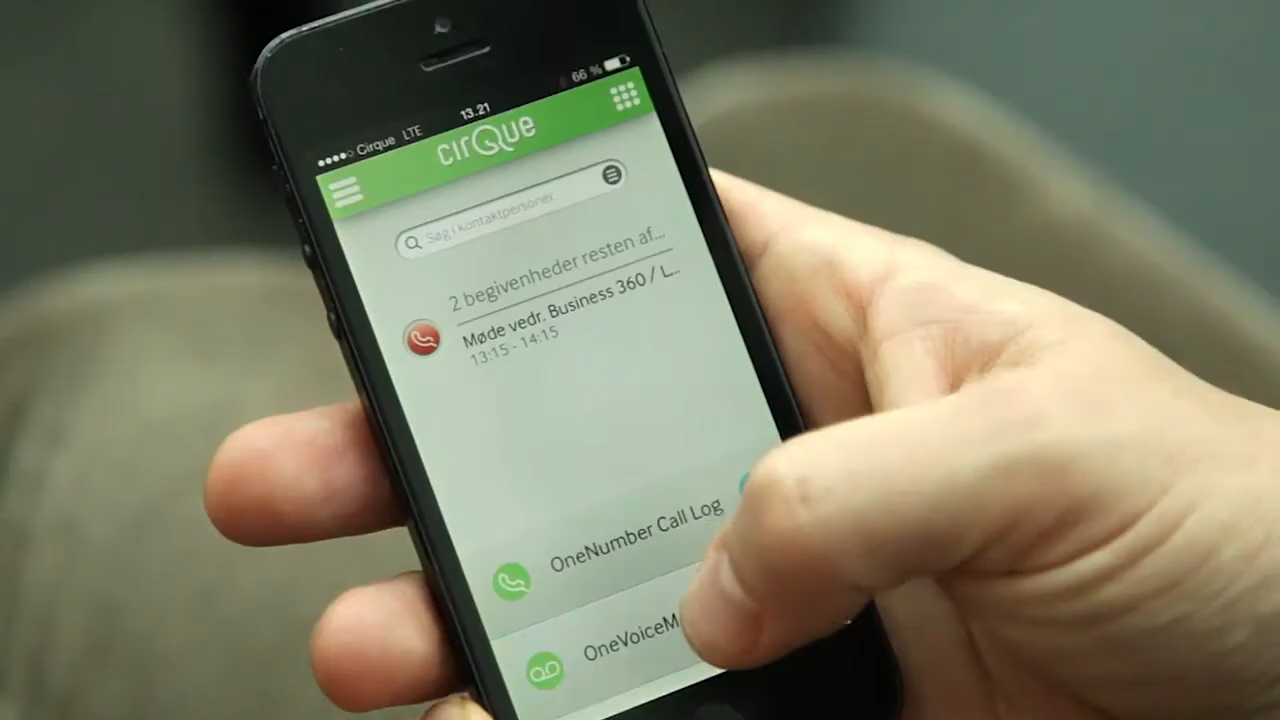 66 %
13.21
Cirque LTE
cirQue
Søg i kontaktpersoner
2 begivenheder resten af...
Møde vedr. Business 360 / L...
13:15 - 14:15
OneNumber Call Log
OneVoiceM